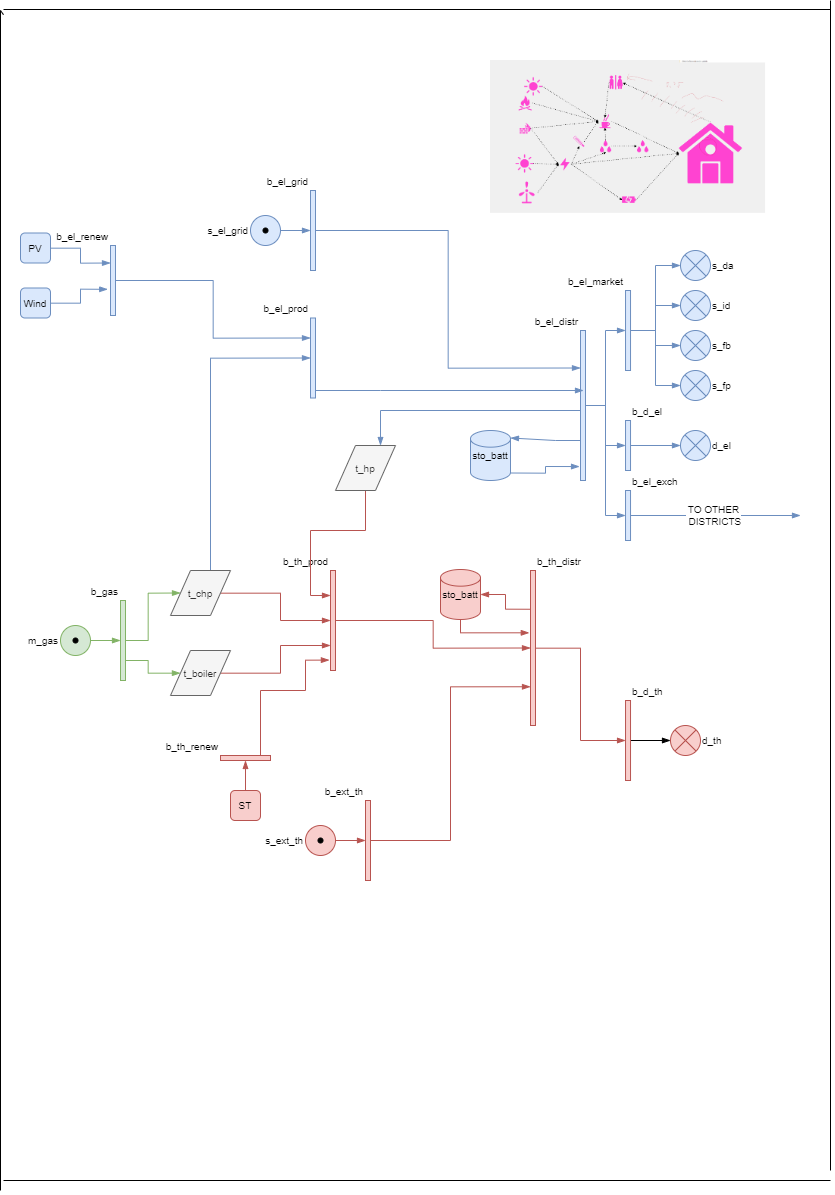 b_el_grid
s_el_grid
b_el_renew
PV
Wind
b_el_prod
b_el_market
s_da
s_id
s_fb
s_fp
b_el_distr
b_d_el
d_el
sto_batt
t_hp
b_el_exch
TO OTHER
DISTRICTS
b_th_prod
b_th_distr
b_gas
t_chp
sto_batt
m_gas
t_boiler
b_d_th
d_th
b_th_renew
ST
b_ext_th
s_ext_th